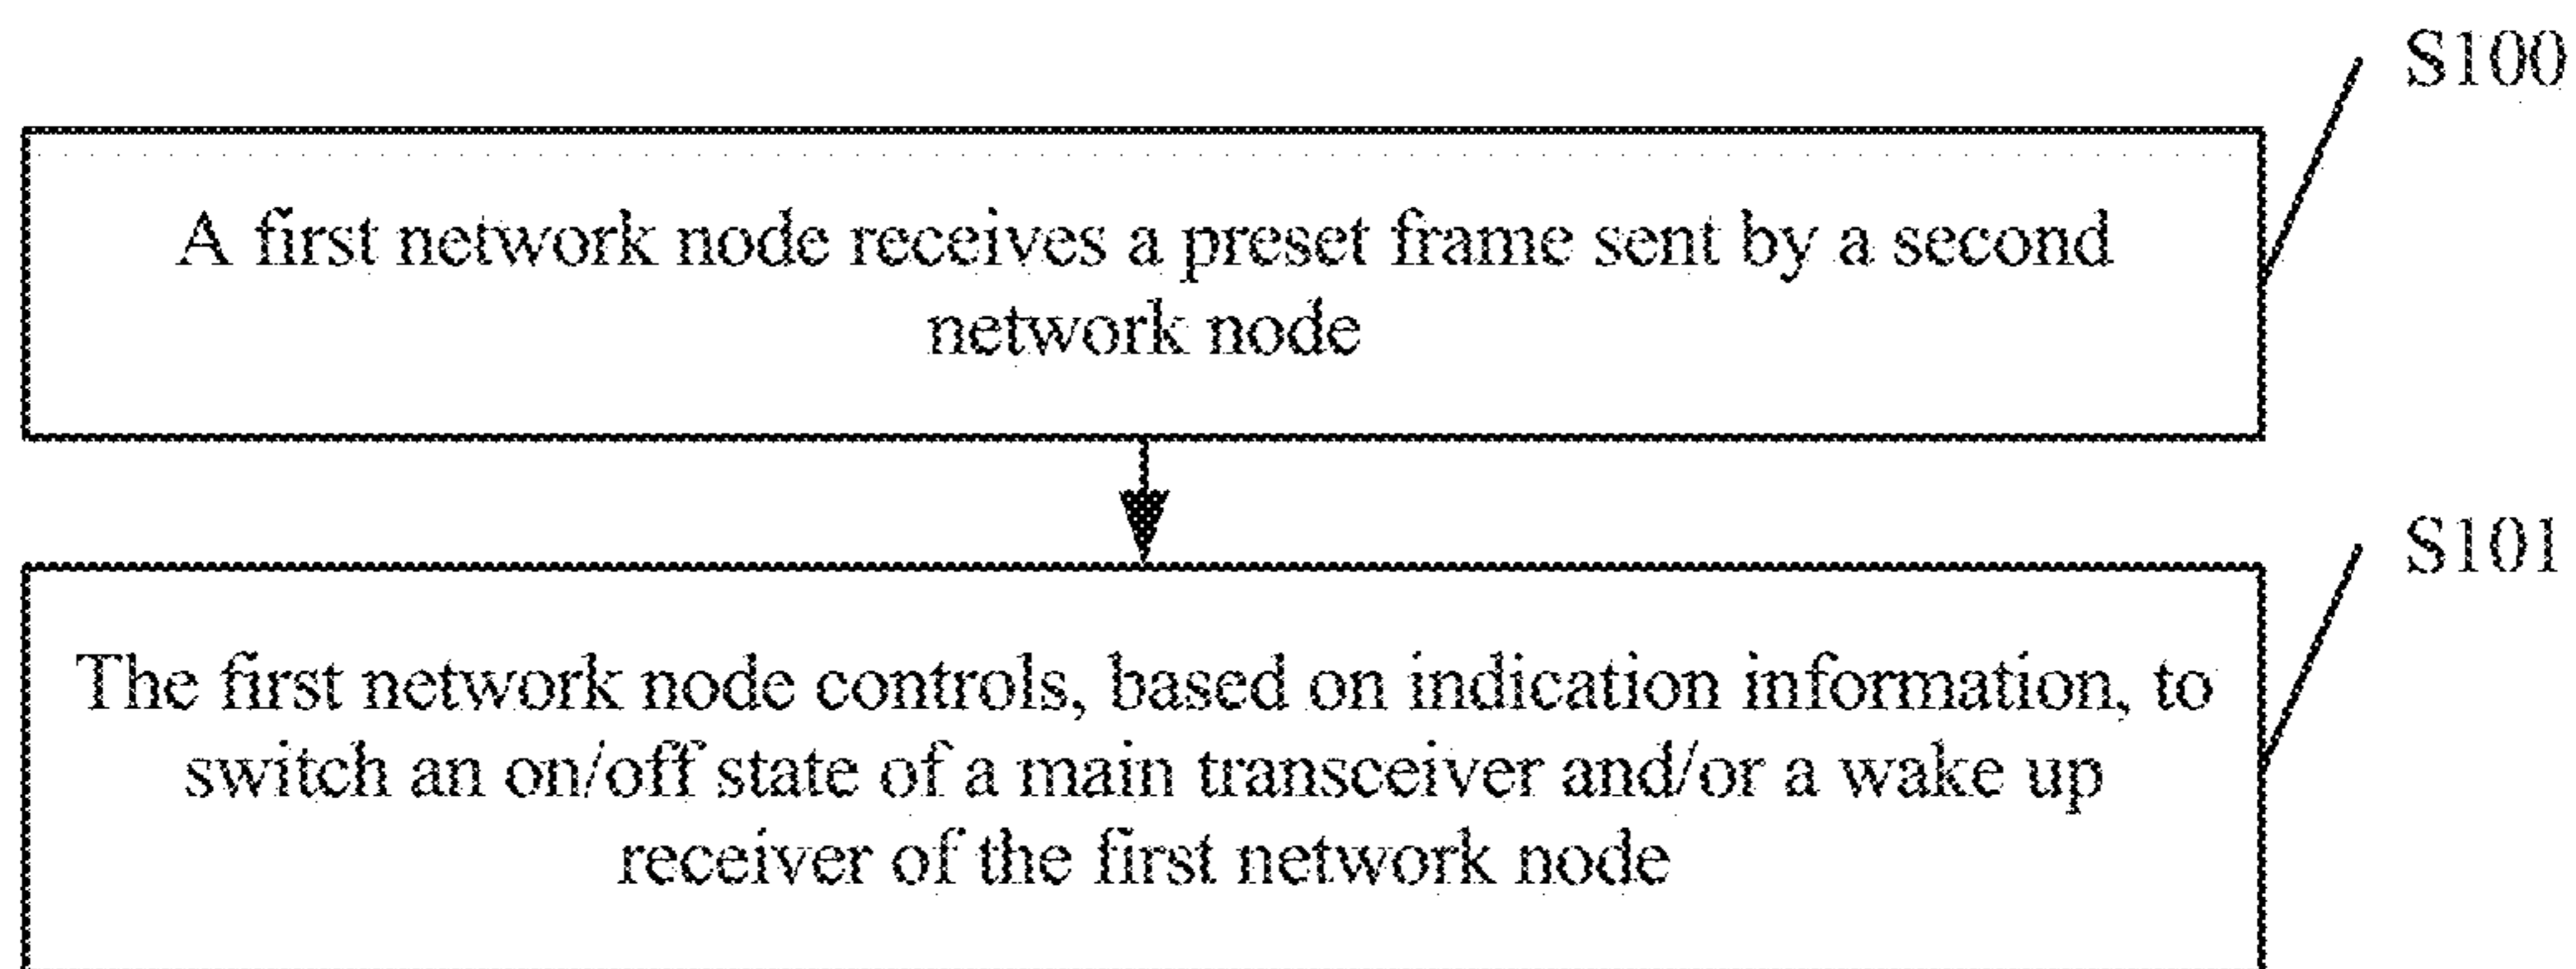 S100
A first network node receives a preset frame sent by a second
network node
S101
The first network node controls, based on indication information, to
switch an on/off state of a main transceiver and/or a wake up
receiver of the first network node